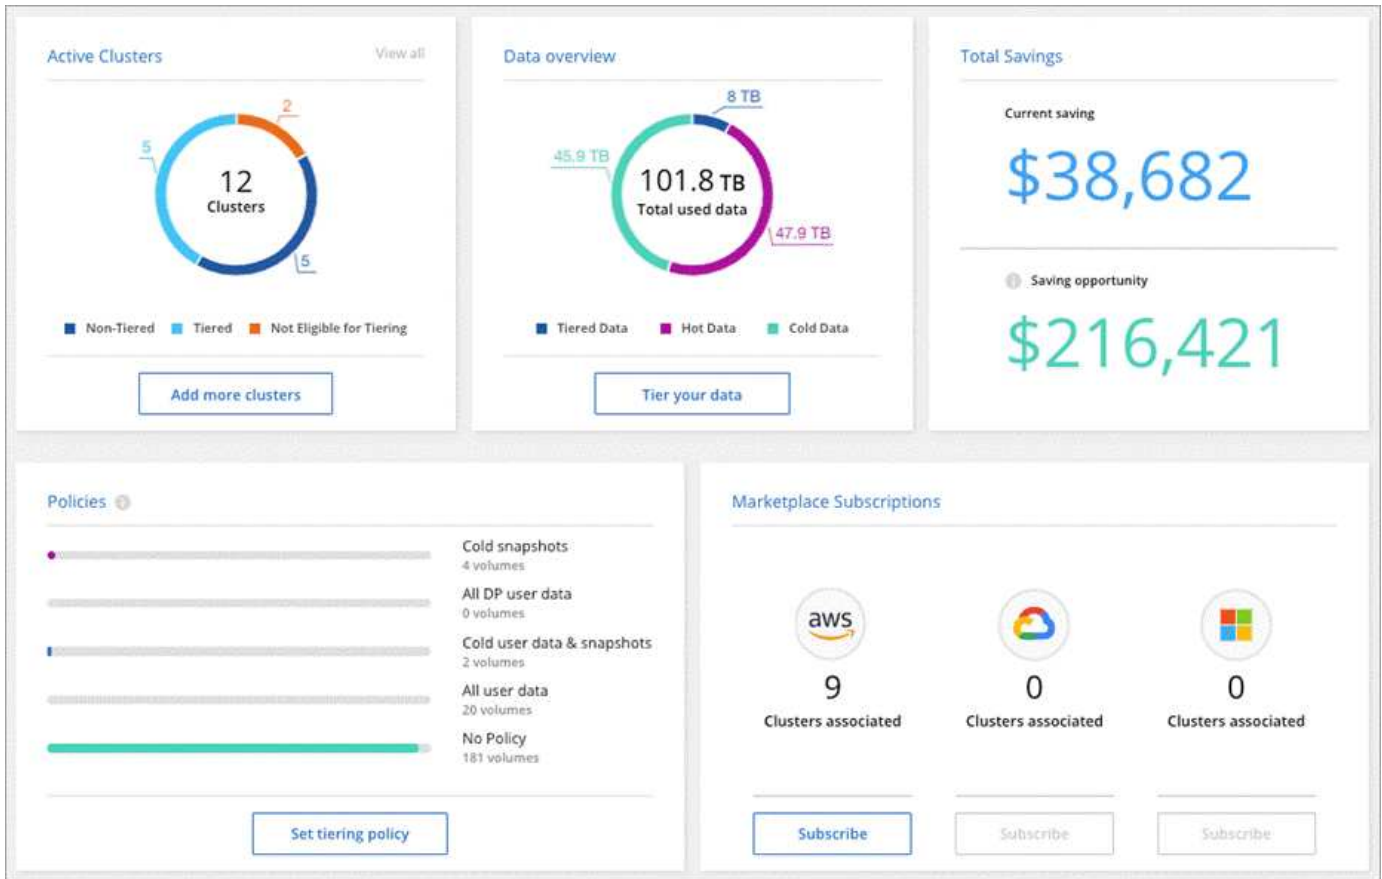 Active Clusters
View all
2
5
12
Clusters
5
Non-Tiered
Tiered
Not Eligible for Tiering
Add more clusters
Data overview
8 TB
45.9 TB
101.8 TB
Total used data
47.9 TB
Tiered Data
Hot Data
Cold Data
Tier your data
Total Savings
Current saving
$38,682
Saving opportunity
$216,421
Policies
Cold snapshots
4 volumes
All DP user data
0 volumes
Cold user data & snapshots
2 volumes
All user data
20 volumes
No Policy
181 volumes
Set tiering policy
Marketplace Subscriptions
aws
9
Clusters associated
Subscribe
0
Clusters associated
Subscribe
0
Clusters associated
Subscribe